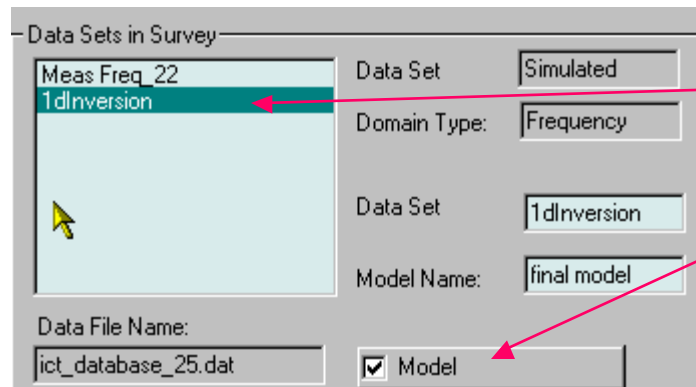 Data Sets in Survey
Meas Freq_22
1dInversion
Data Set
Simulated
Domain Type:
Frequency
Data Set
1dInversion
Model Name:
final model
Data File Name:
ict_database_25.dat
Model